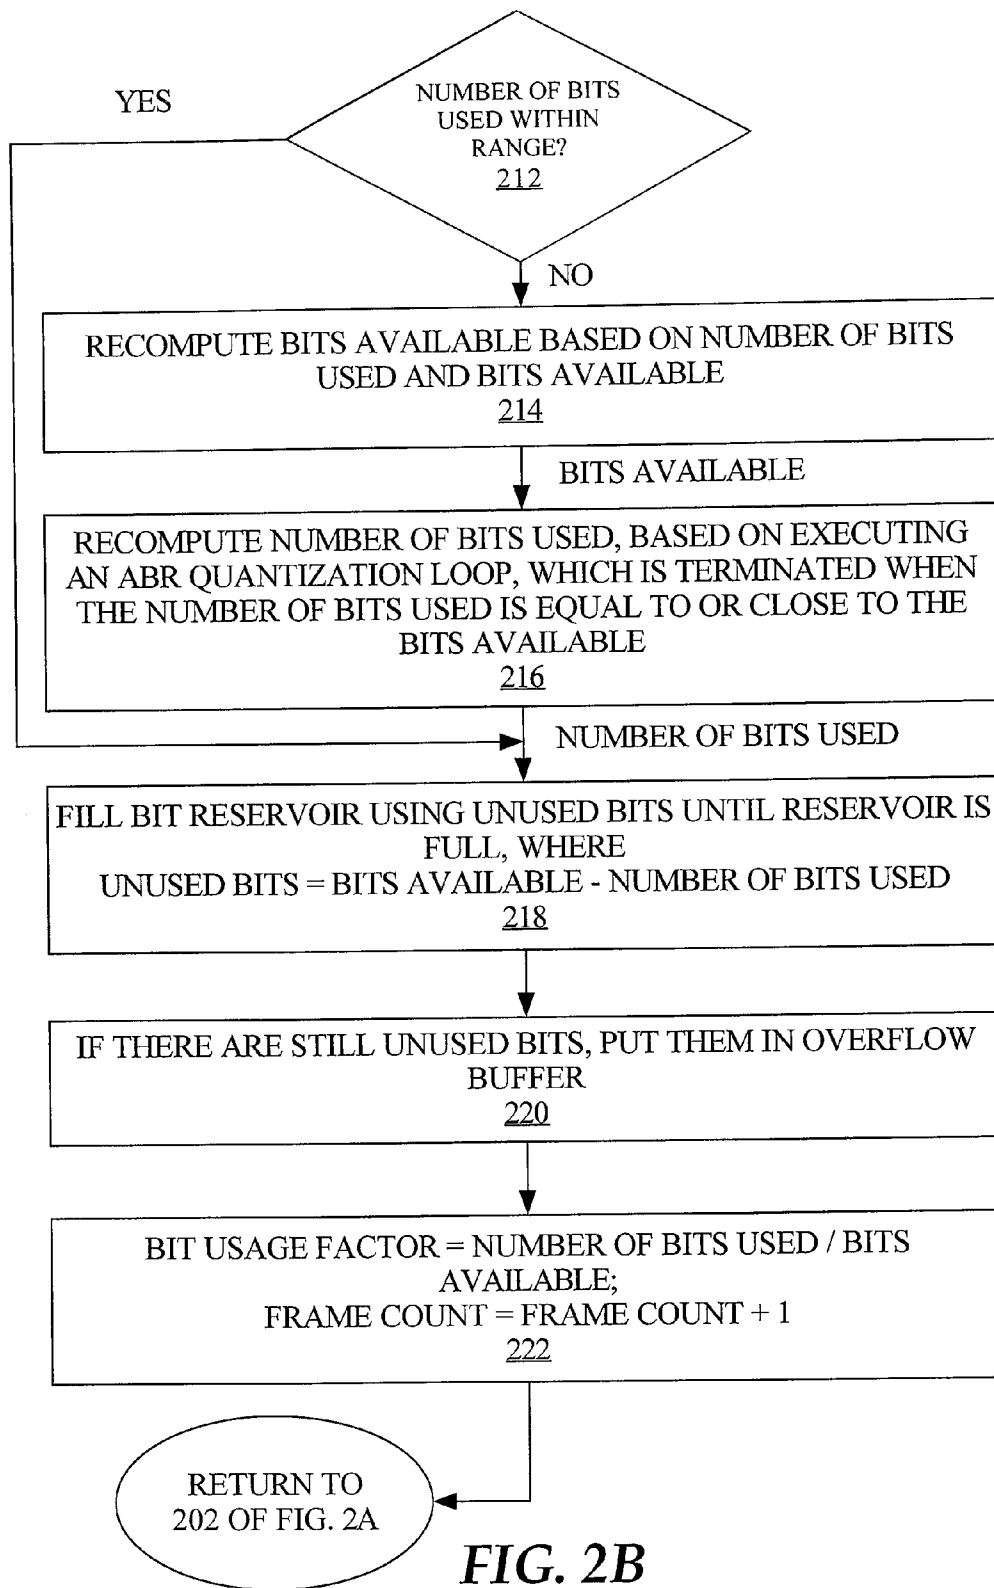 NUMBER OF BITS
USED WITHIN
RANGE?
212
YES
NO
RECOMPUTE BITS AVAILABLE BASED ON NUMBER OF BITS
USED AND BITS AVAILABLE
214
BITS AVAILABLE
RECOMPUTE NUMBER OF BITS USED, BASED ON EXECUTING
AN ABR QUANTIZATION LOOP, WHICH IS TERMINATED WHEN
THE NUMBER OF BITS USED IS EQUAL TO OR CLOSE TO THE
BITS AVAILABLE
216
NUMBER OF BITS USED
FILL BIT RESERVOIR USING UNUSED BITS UNTIL RESERVOIR IS
FULL, WHERE
UNUSED BITS = BITS AVAILABLE - NUMBER OF BITS USED
218
IF THERE ARE STILL UNUSED BITS, PUT THEM IN OVERFLOW
BUFFER
220
BIT USAGE FACTOR = NUMBER OF BITS USED / BITS
AVAILABLE;
FRAME COUNT = FRAME COUNT + 1
222
RETURN TO
202 OF FIG. 2A
FIG. 2B